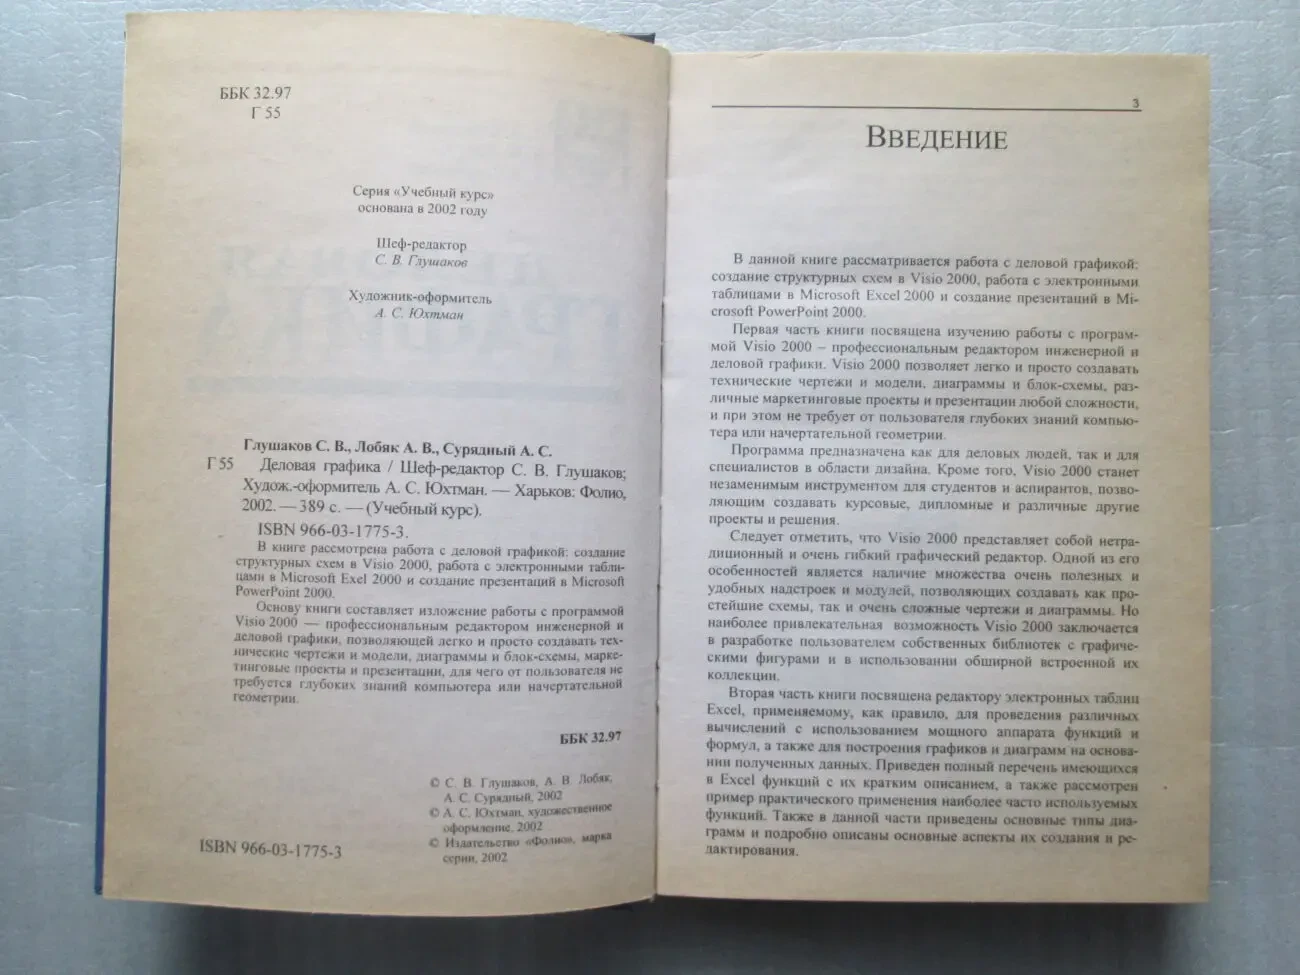 ББК 32.97
Г 55
Серия «Учебный курс»
основана в 2002 году
Шеф-редактор
С. В. Глушаков
Художник-оформитель
А. С. Юхтман
Глушаков С. В., Лобяк А. В., Сурядный А. С.
Г 55 Деловая графика / Шеф-редактор С. В. Глушаков;
Худож.-оформитель А. С. Юхтман. — Харьков: Фолио,
2002. — 389 с. — (Учебный курс).
ISBN 966-03-1775-3.
В книге рассмотрена работа с деловой графикой: создание
структурных схем в Visio 2000, работа с электронными табли-
цами в Microsoft Exel 2000 и создание презентаций в Microsoft
PowerPoint 2000.
Основу книги составляет изложение работы с программой
Visio 2000 — профессиональным редактором инженерной и
деловой графики, позволяющей легко и просто создавать тех-
нические чертежи и модели, диаграммы и блок-схемы, марке-
тинговые проекты и презентации, для чего от пользователя не
требуется глубоких знаний компьютера или начертательной
геометрии.
ББК 32.97
© С. В. Глушаков, А. В Лобяк,
А. С. Сурядный, 2002
© А. С. Юхтман, художественное
оформление, 2002
© Издательство «Фолио», марка
серии, 2002
ISBN 966-03-1775-3
3
ВВЕДЕНИЕ
В данной книге рассматривается работа с деловой графикой:
создание структурных схем в Visio 2000, работа с электронными
таблицами в Microsoft Excel 2000 и создание презентаций в Mi-
crosoft PowerPoint 2000.
Первая часть книги посвящена изучению работы с програм-
мой Visio 2000 – профессиональным редактором инженерной и
деловой графики. Visio 2000 позволяет легко и просто создавать
технические чертежи и модели, диаграммы и блок-схемы, раз-
личные маркетинговые проекты и презентации любой сложности,
и при этом не требует от пользователя глубоких знаний компью-
тера или начертательной геометрии.
Программа предназначена как для деловых людей, так и для
специалистов в области дизайна. Кроме того, Visio 2000 станет
незаменимым инструментом для студентов и аспирантов, позво-
ляющим создавать курсовые, дипломные и различные другие
проекты и решения.
Следует отметить, что Visio 2000 представляет собой нетра-
диционный и очень гибкий графический редактор. Одной из его
особенностей является наличие множества очень полезных и
удобных надстроек и модулей, позволяющих создавать как про-
стейшие схемы, так и очень сложные чертежи и диаграммы. Но
наиболее привлекательная возможность Visio 2000 заключается
в разработке пользователем собственных библиотек с графиче-
скими фигурами и в использовании обширной встроенной их
коллекции.
Вторая часть книги посвящена редактору электронных таблиц
Excel, применяемому, как правило, для проведения различных
вычислений с использованием мощного аппарата функций и
формул, а также для построения графиков и диаграмм на основа-
нии полученных данных. Приведен полный перечень имеющихся
в Excel функций с их кратким описанием, а также рассмотрен
пример практического применения наиболее часто используемых
функций. Также в данной части приведены основные типы диа-
грамм и подробно описаны основные аспекты их создания и ре-
дактирования.